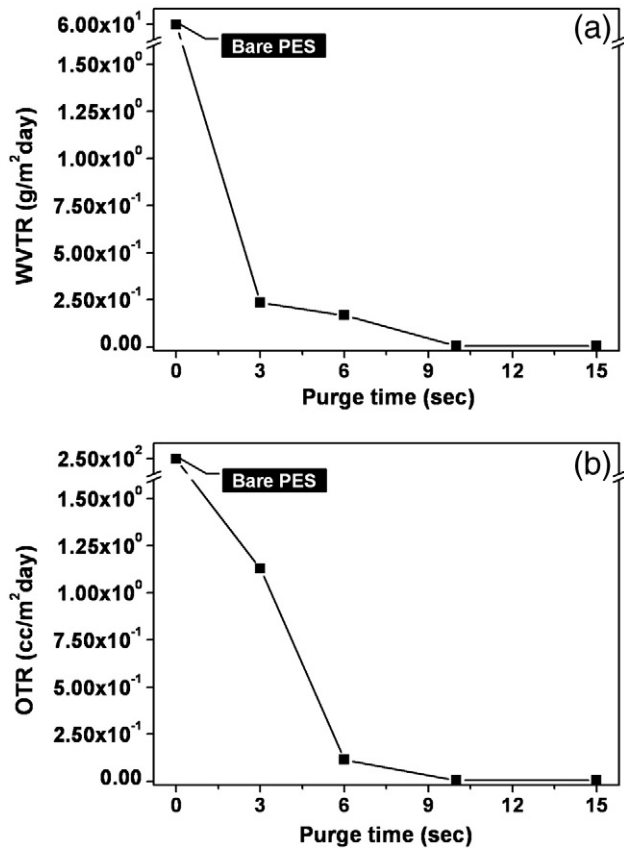 (a)
6.00x10¹
Bare PES
1.50x10⁰
1.25x10⁰
1.00x10⁰
7.50x10⁻¹
5.00x10⁻¹
2.50x10⁻¹
0.00
WVTR (g/m²day)
0 3 6 9 12 15
Purge time (sec)
(b)
2.50x10²
Bare PES
1.50x10⁰
1.25x10⁰
1.00x10⁰
7.50x10⁻¹
5.00x10⁻¹
2.50x10⁻¹
0.00
OTR (cc/m²day)
0 3 6 9 12 15
Purge time (sec)